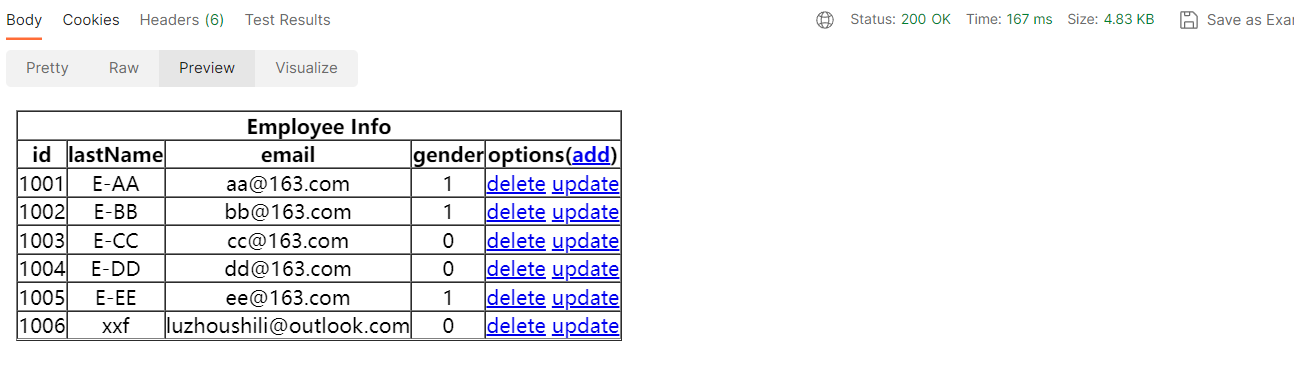 Body Cookies Headers (6) Test Results Status: 200 OK Time: 167 ms Size: 4.83 KB Save as Exar
Pretty Raw Preview Visualize
Employee Info
id lastName email gender options(add)
1001 E-AA aa@163.com 1 delete update
1002 E-BB bb@163.com 1 delete update
1003 E-CC cc@163.com 0 delete update
1004 E-DD dd@163.com 0 delete update
1005 E-EE ee@163.com 1 delete update
1006 xxf luzhoushili@outlook.com 0 delete update